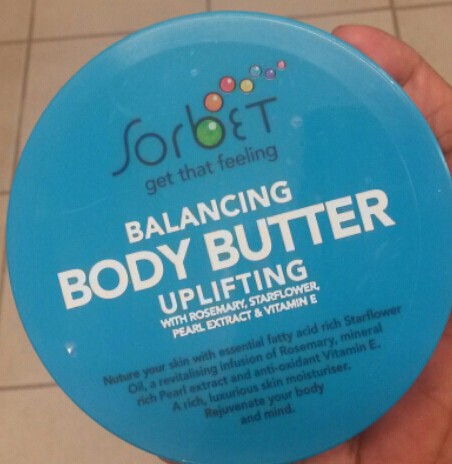 Sorbet
get that feeling
BALANCING
BODY BUTTER
UPLIFTING
WITH ROSEMARY, STARFLOWER,
PEARL EXTRACT & VITAMIN E
Nuture your skin with essential fatty acid rich Starflower
Oil, a revitalising infusion of Rosemary, mineral
rich Pearl extract and anti-oxidant Vitamin E.
A rich, luxurious skin moisturiser.
Rejuvenate your body
and mind.